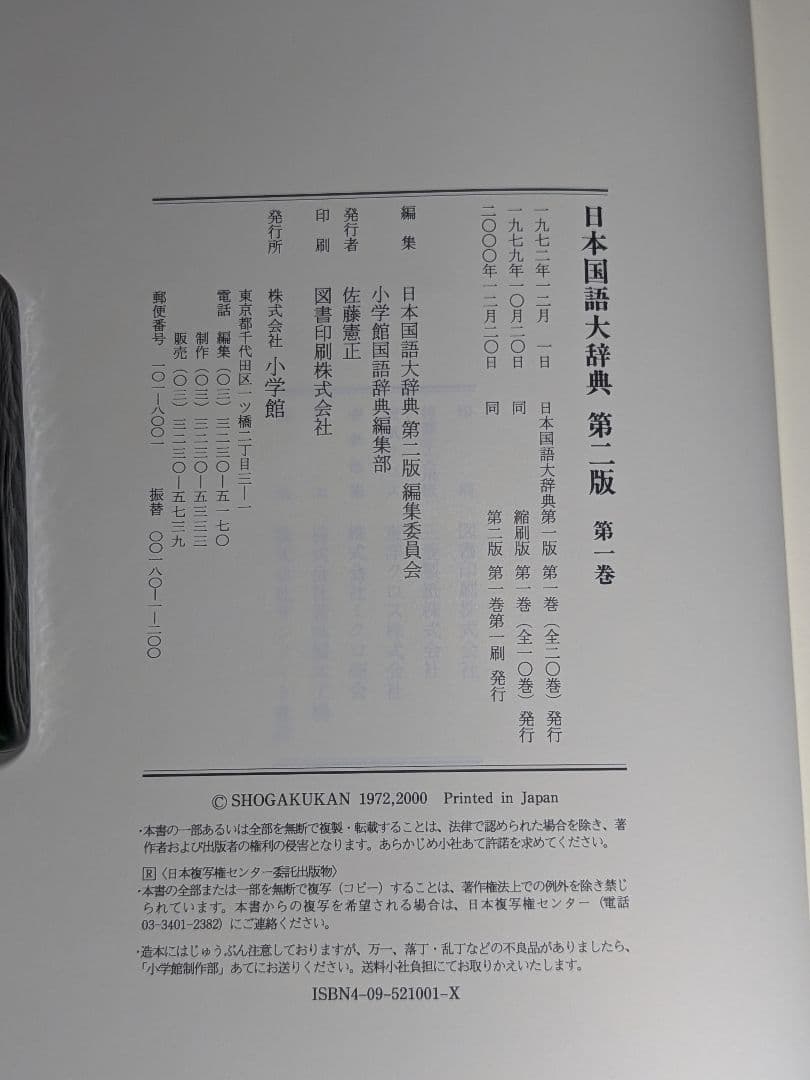 日本国語大辞典 第二版 第一巻
一九七二年一二月 一日 日本国語大辞典第一版 第一巻（全二〇巻）発行
一九七九年一〇月二〇日 同 縮刷版 第一巻（全一〇巻）発行
二〇〇〇年一二月二〇日 同 第二版 第一巻第一刷 発行
編集 日本国語大辞典 第二版 編集委員会
小学館国語辞典編集部
発行者 佐藤憲正
印刷 図書印刷株式会社
発行所 株式会社 小学館
東京都千代田区一ツ橋二丁目三—一
電話 編集（〇三）三二三〇—五一七〇
制作（〇三）三二三〇—五三三三
販売（〇三）三二三〇—五七三九
郵便番号 一〇一—八〇〇一 振替 〇〇一八〇—一—二〇〇
© SHOGAKUKAN 1972,2000 Printed in Japan
・本書の一部あるいは全部を無断で複製・転載することは、法律で認められた場合を除き、著
作者および出版者の権利の侵害となります。あらかじめ小社あて許諾を求めてください。
R〈日本複写権センター委託出版物〉
・本書の全部または一部を無断で複写（コピー）することは、著作権法上での例外を除き禁じ
られています。本書からの複写を希望される場合は、日本複写権センター（電話
03-3401-2382）にご連絡ください。
・造本にはじゅうぶん注意しておりますが、万一、落丁・乱丁などの不良品がありましたら、
「小学館制作部」あてにお送りください。送料小社負担にてお取りかえいたします。
ISBN4-09-521001-X